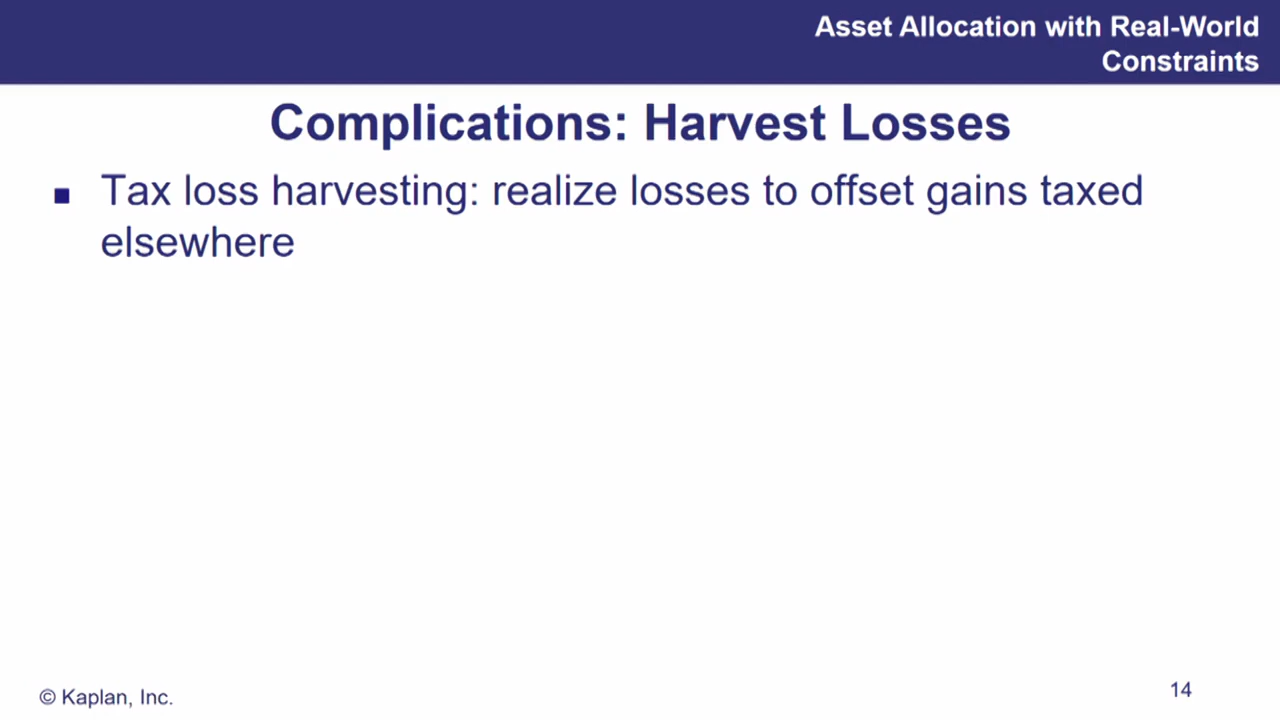 Asset Allocation with Real-World
Constraints
Complications: Harvest Losses
Tax loss harvesting: realize losses to offset gains taxed
elsewhere
© Kaplan, Inc.
14